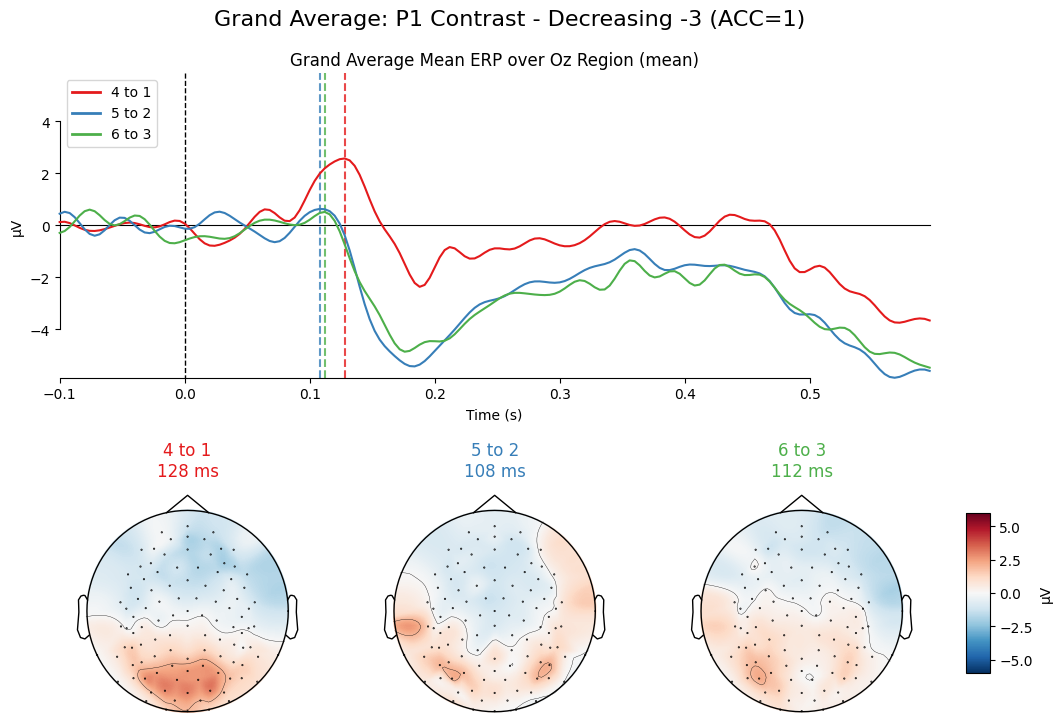 Grand Average: P1 Contrast - Decreasing -3 (ACC=1)
Grand Average Mean ERP over Oz Region (mean)
4 to 1
5 to 2
6 to 3
4
2
0
−2
−4
µV
−0.1 0.0 0.1 0.2 0.3 0.4 0.5
Time (s)
4 to 1
128 ms
5 to 2
108 ms
6 to 3
112 ms
5.0
2.5
0.0
−2.5
−5.0
µV